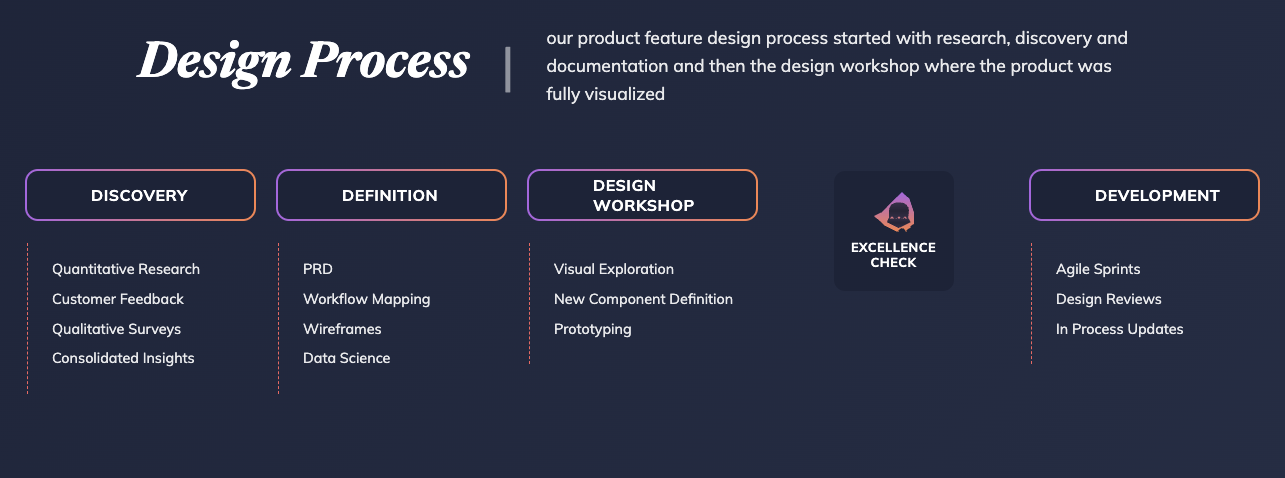 Design Process
our product feature design process started with research, discovery and
documentation and then the design workshop where the product was
fully visualized
DISCOVERY
Quantitative Research
Customer Feedback
Qualitative Surveys
Consolidated Insights
DEFINITION
PRD
Workflow Mapping
Wireframes
Data Science
DESIGN
WORKSHOP
Visual Exploration
New Component Definition
Prototyping
EXCELLENCE
CHECK
DEVELOPMENT
Agile Sprints
Design Reviews
In Process Updates